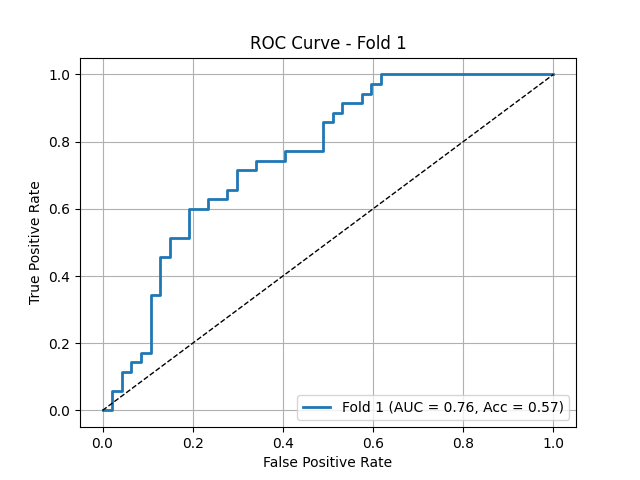 ROC Curve - Fold 1
True Positive Rate
1.0
0.8
0.6
0.4
0.2
0.0
Fold 1 (AUC = 0.76, Acc = 0.57)
0.0 0.2 0.4 0.6 0.8 1.0
False Positive Rate